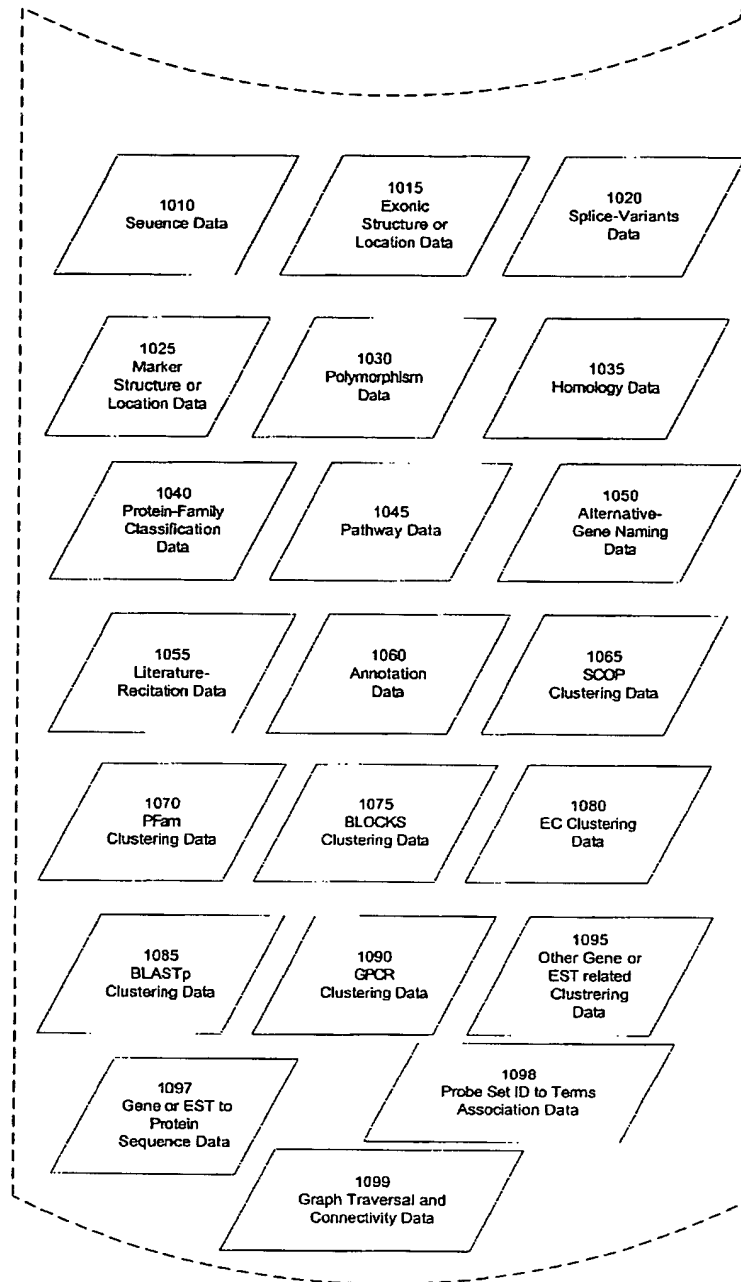 1010
Seuence Data
1015
Exonic
Structure or
Location Data
1020
Splice-Variants
Data
1025
Marker
Structure or
Location Data
1030
Polymorphism
Data
1035
Homology Data
1040
Protein-Family
Classification
Data
1045
Pathway Data
1050
Alternative-
Gene Naming
Data
1055
Literature-
Recitation Data
1060
Annotation
Data
1065
SCOP
Clustering Data
1070
PFam
Clustering Data
1075
BLOCKS
Clustering Data
1080
EC Clustering
Data
1085
BLASTp
Clustering Data
1090
GPCR
Clustering Data
1095
Other Gene or
EST related
Clustrering
Data
1097
Gene or EST to
Protein
Sequence Data
1098
Probe Set ID to Terms
Association Data
1099
Graph Traversal and
Connectivity Data